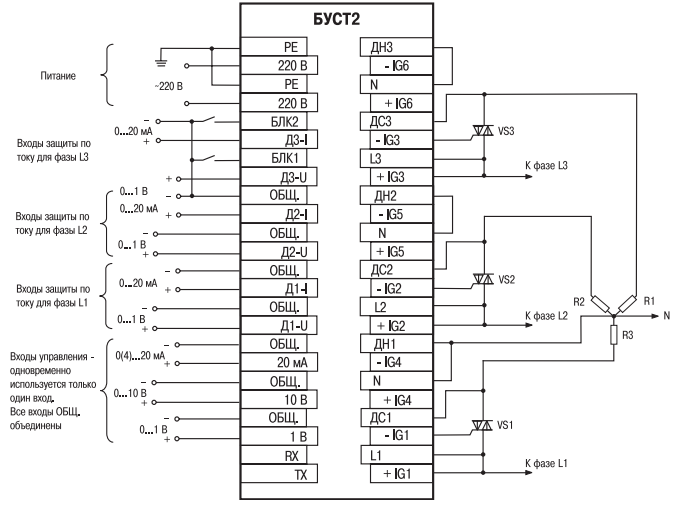 БУСТ2
PE
220 В
PE
220 В
БЛК2
Д3-I
БЛК1
Д3-U
ОБЩ.
Д2-I
ОБЩ.
Д2-U
ОБЩ.
Д1-I
ОБЩ.
Д1-U
ОБЩ.
20 мА
ОБЩ.
10 В
ОБЩ.
1 В
RX
TX
ДН3
- IG6
N
+ IG6
ДС3
- IG3
L3
+ IG3
ДН2
- IG5
N
+ IG5
ДС2
- IG2
L2
+ IG2
ДН1
- IG4
N
+ IG4
ДС1
- IG1
L1
+ IG1
Питание
~220 В
Входы защиты по
току для фазы L3
0...20 мА
- +
+
0...1 В
-
Входы защиты по
току для фазы L2
0...20 мА
+
-
0...1 В
+
Входы защиты по
току для фазы L1
0...20 мА
-
+
0...1 В
-
+
Входы управления -
одновременно
используется только
один вход.
Все входы ОБЩ.
объединены
0(4)...20 мА
-
+
0...10 В
-
+
0...1 В
-
+
VS3
К фазе L3
VS2
К фазе L2
R2
R1
N
R3
VS1
К фазе L1